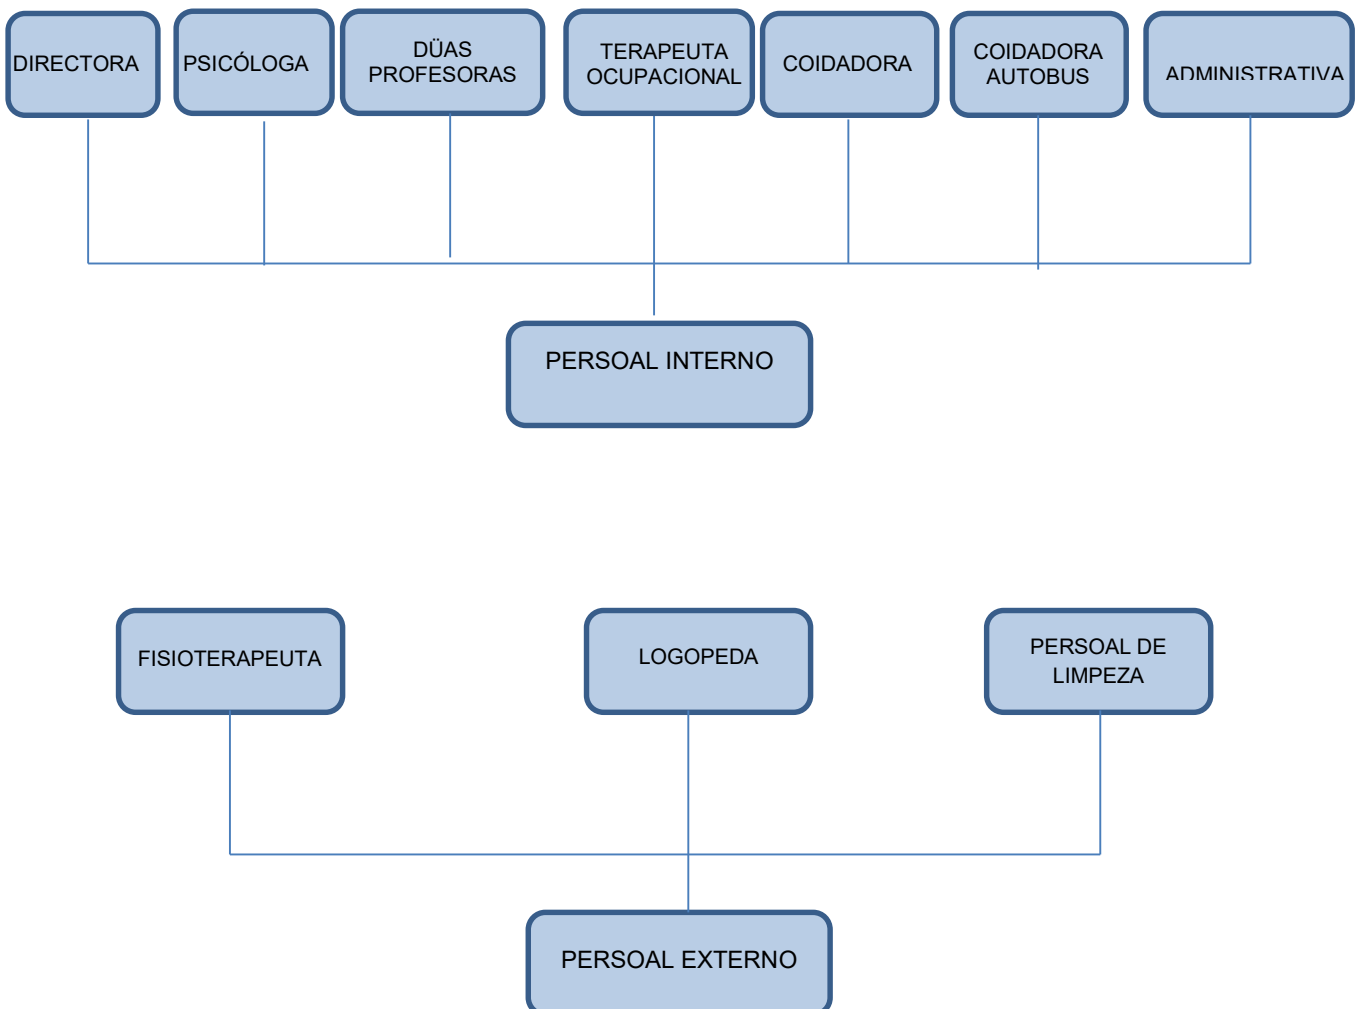 DIRECTORA
PSICÓLOGA
DÜAS
PROFESORAS
TERAPEUTA
OCUPACIONAL
COIDADORA
COIDADORA
AUTOBUS
ADMINISTRATIVA
PERSOAL INTERNO
FISIOTERAPEUTA
LOGOPEDA
PERSOAL DE
LIMPEZA
PERSOAL EXTERNO